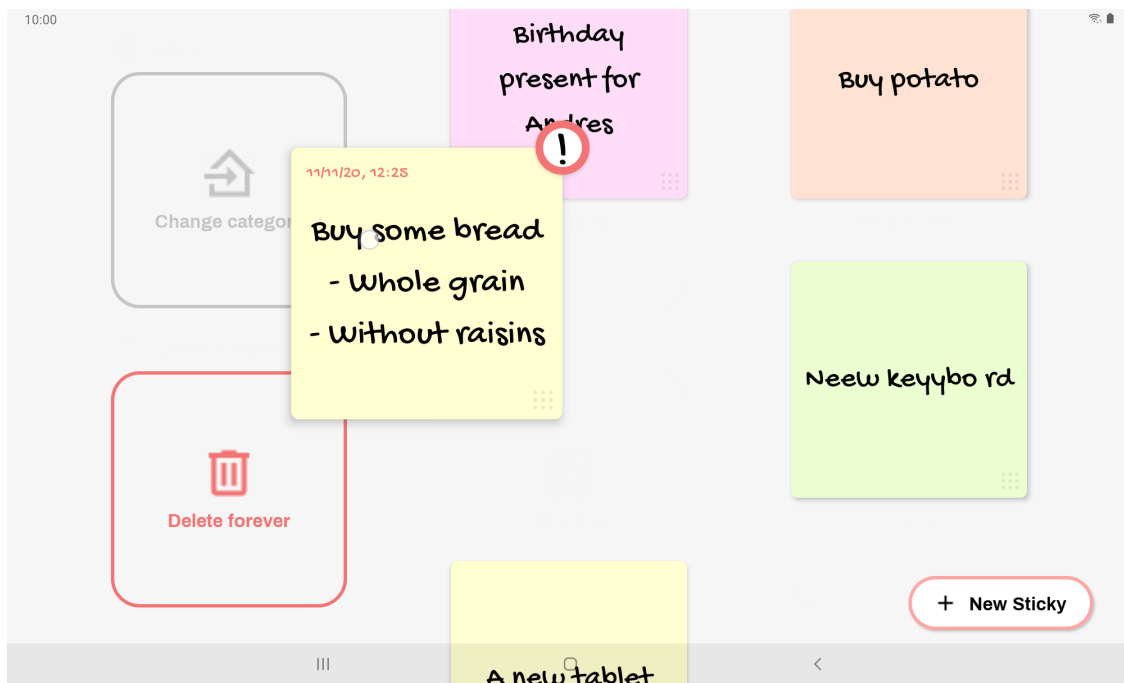 10:00
Birthday
present for
Andres
Buy potato
!
11/11/20, 12:25
Buy some bread
- Whole grain
- Without raisins
Change categor
Neew keyybo rd
Delete forever
+ New Sticky
A new tablet